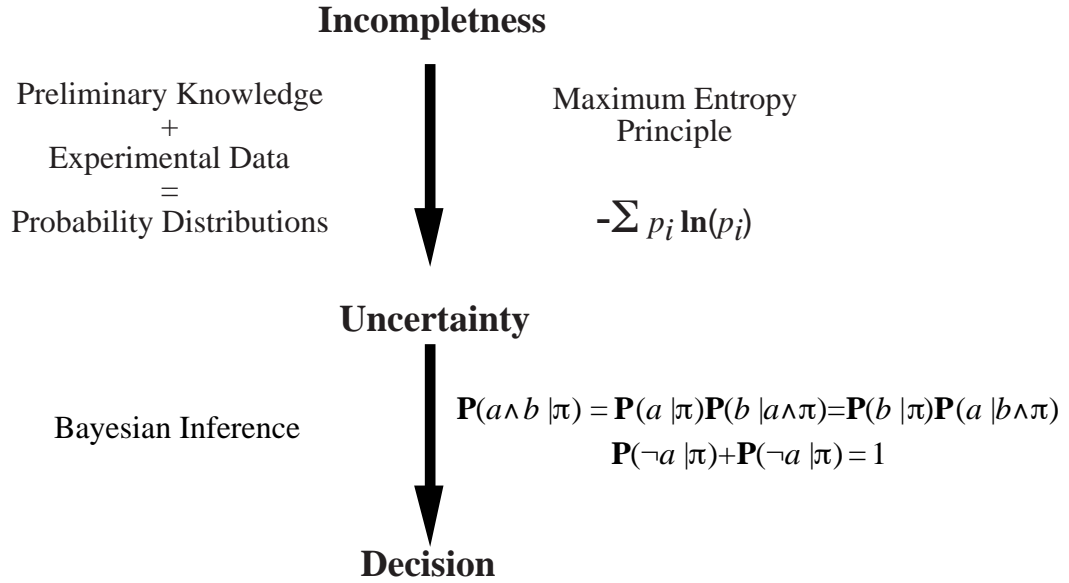 Incompletness
Preliminary Knowledge
+
Experimental Data
=
Probability Distributions
Maximum Entropy
Principle
-Σ p_i ln(p_i)
Uncertainty
Bayesian Inference
P(a∧b |π) = P(a |π)P(b |a∧π)=P(b |π)P(a |b∧π)
P(¬a |π)+P(¬a |π) = 1
Decision